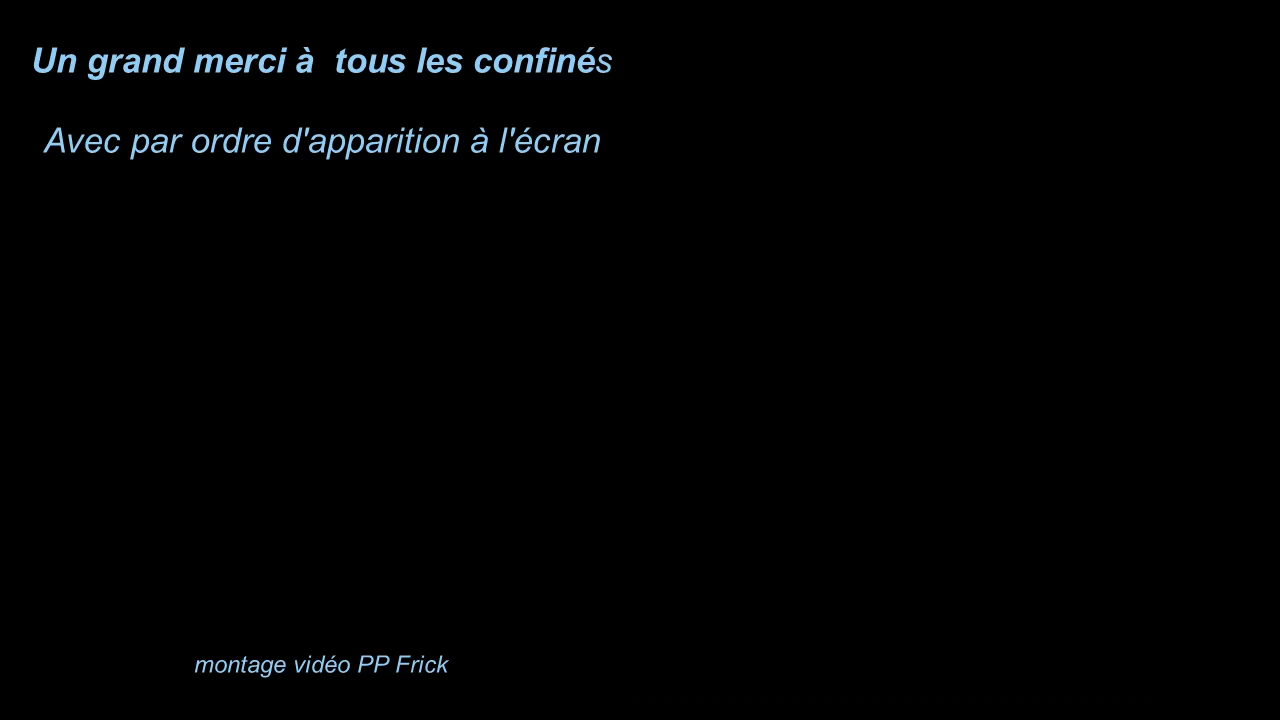 Un grand merci à  tous les confinés
Avec par ordre d'apparition à l'écran
montage vidéo PP Frick